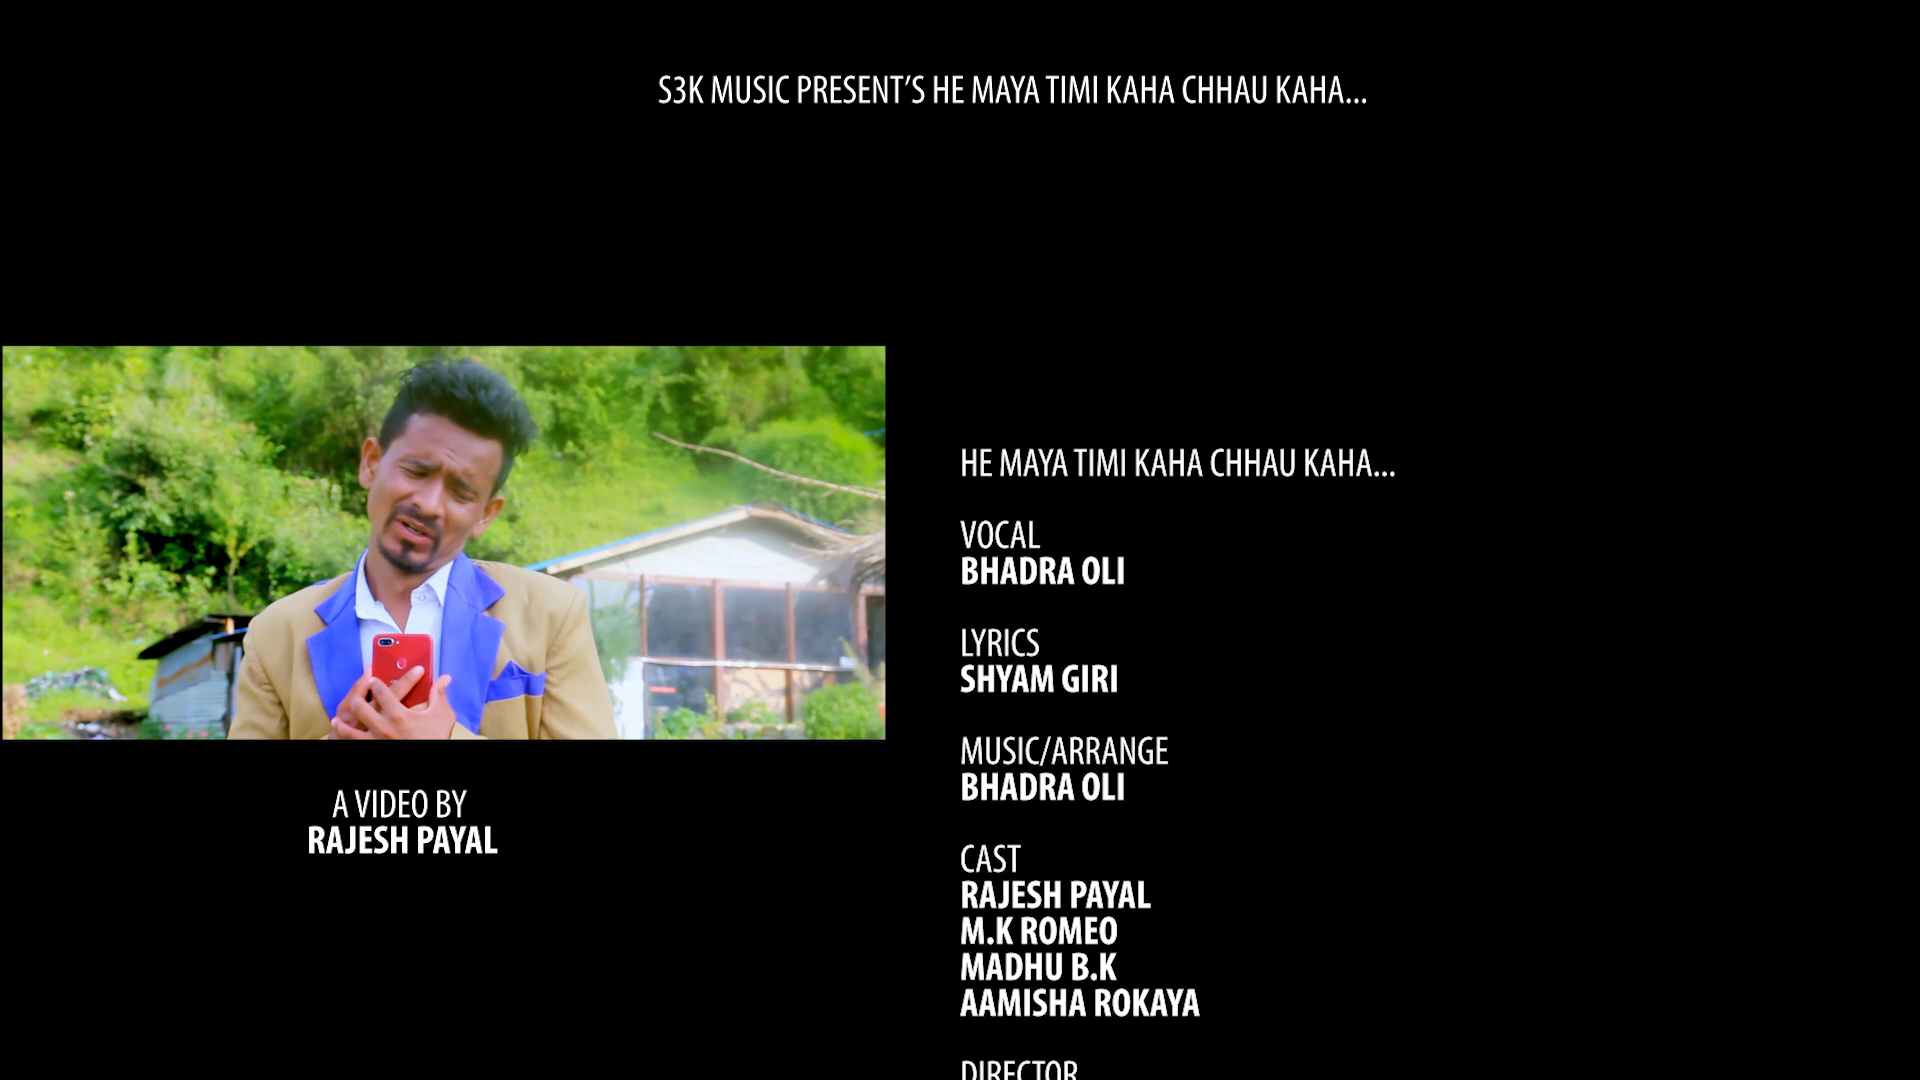 S3K MUSIC PRESENT'S HE MAYA TIMI KAHA CHHAU KAHA...
A VIDEO BY
RAJESH PAYAL
HE MAYA TIMI KAHA CHHAU KAHA...
VOCAL
BHADRA OLI
LYRICS
SHYAM GIRI
MUSIC/ARRANGE
BHADRA OLI
CAST
RAJESH PAYAL
M.K ROMEO
MADHU B.K
AAMISHA ROKAYA
DIRECTOR